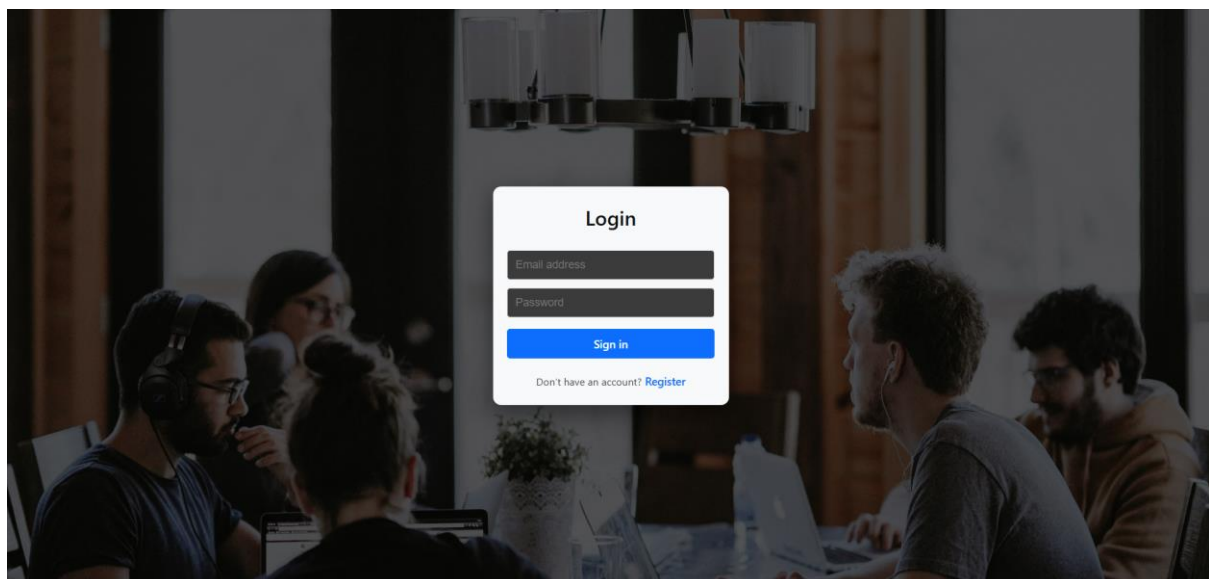 Login
Email address
Password
Sign in
Don't have an account? Register